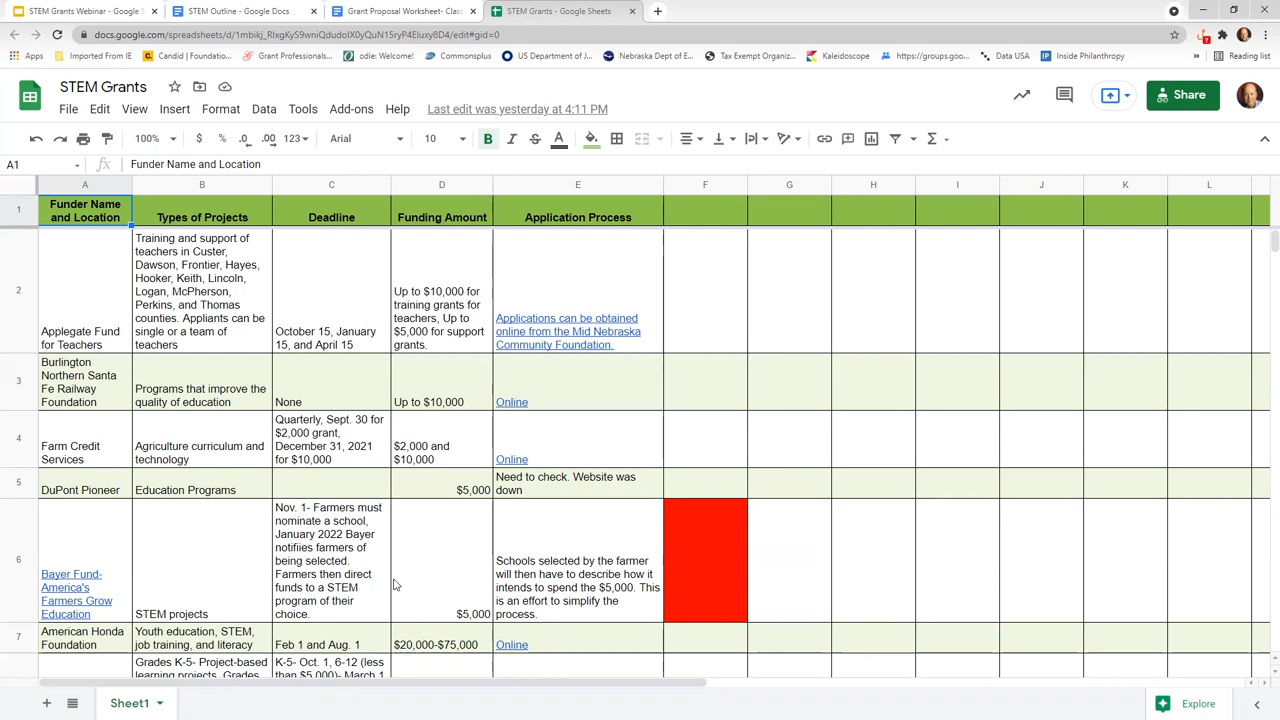 STEM Grants Webinar - Google S
STEM Outline - Google Docs
Grant Proposal Worksheet- Class
STEM Grants - Google Sheets
docs.google.com/spreadsheets/d/1mbikj_RIxgKyS9wniQdudoIX0yQuN15ryP4Eluxy8D4/edit#gid=0
Apps
Imported From IE
Candid | Foundatio...
Grant Professionals...
odie: Welcome!
Commonsplus
US Department of J...
Nebraska Dept of E...
Tax Exempt Organiz...
Kaleidoscope
https://groups.goo...
Data USA
Inside Philanthropy
»
Reading list
STEM Grants
File Edit View Insert Format Data Tools Add-ons Help Last edit was yesterday at 4:11 PM
Share
100% $ % .0 .00 123 Arial 10 B I S A
A1 fx Funder Name and Location
A B C D E F G H I J K L
1
Funder Name
and Location
Types of Projects
Deadline
Funding Amount
Application Process
2
Applegate Fund
for Teachers
Training and support of
teachers in Custer,
Dawson, Frontier, Hayes,
Hooker, Keith, Lincoln,
Logan, McPherson,
Perkins, and Thomas
counties. Appliants can be
single or a team of
teachers
October 15, January
15, and April 15
Up to $10,000 for
training grants for
teachers, Up to
$5,000 for support
grants.
Applications can be obtained
online from the Mid Nebraska
Community Foundation.
3
Burlington
Northern Santa
Fe Railway
Foundation
Programs that improve the
quality of education
None
Up to $10,000
Online
4
Farm Credit
Services
Agriculture curriculum and
technology
Quarterly, Sept. 30 for
$2,000 grant,
December 31, 2021
for $10,000
$2,000 and
$10,000
Online
5
DuPont Pioneer
Education Programs
$5,000
Need to check. Website was
down
6
Bayer Fund-
America's
Farmers Grow
Education
STEM projects
Nov. 1- Farmers must
nominate a school,
January 2022 Bayer
notifiies farmers of
being selected.
Farmers then direct
funds to a STEM
program of their
choice.
$5,000
Schools selected by the farmer
will then have to describe how it
intends to spend the $5,000. This
is an effort to simplify the
process.
7
American Honda
Foundation
Youth education, STEM,
job training, and literacy
Feb 1 and Aug. 1
$20,000-$75,000
Online
Grades K-5- Project-based
learning projects. Grades
K-5- Oct. 1, 6-12 (less
than $5,000)- March 1
Sheet1
Explore